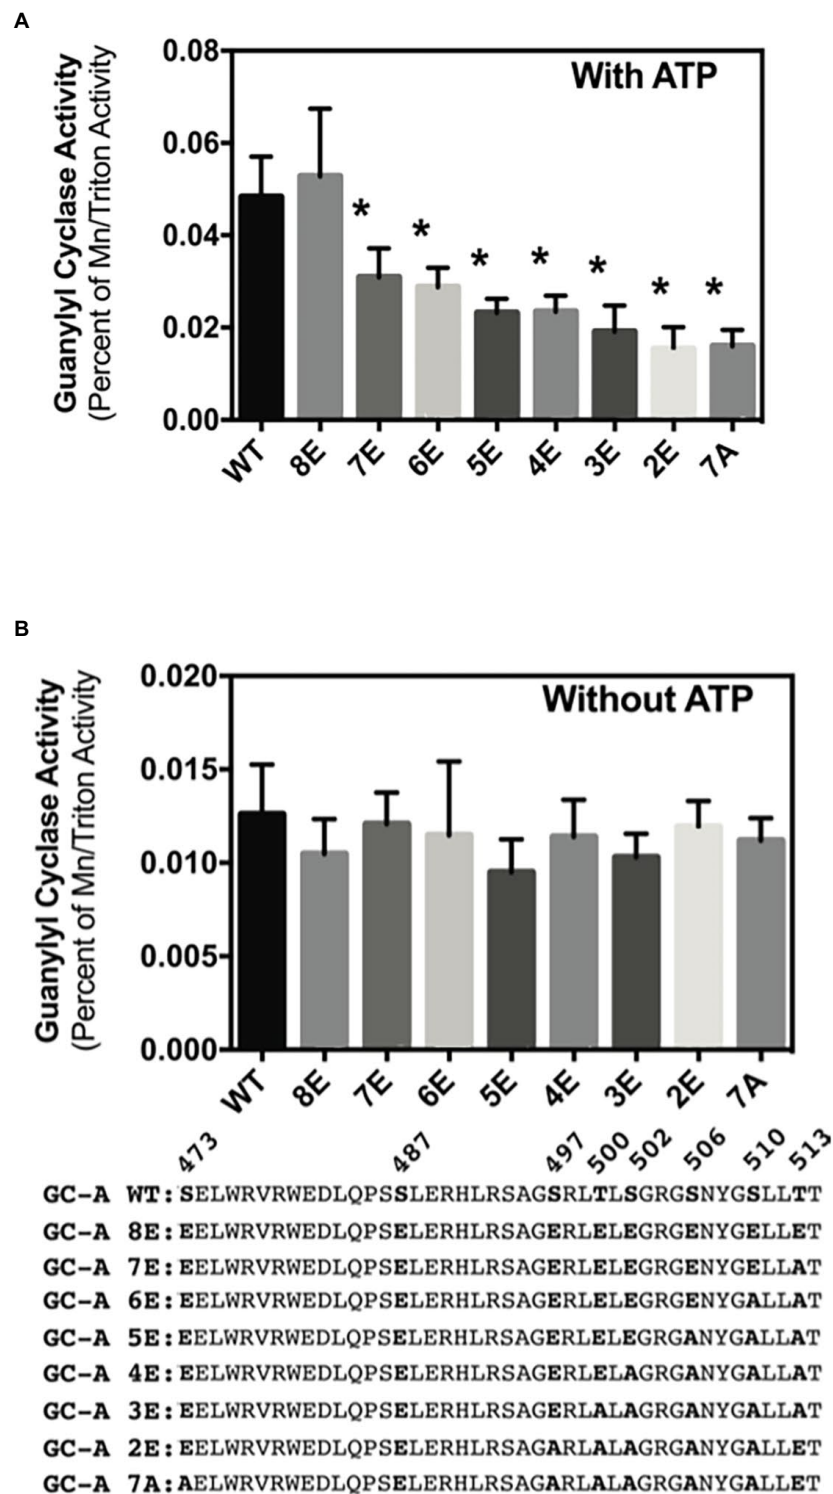 A
With ATP
Guanylyl Cyclase Activity
(Percent of Mn/Triton Activity
0.08
0.06
0.04
0.02
0.00
* * * * * * *
WT 8E 7E 6E 5E 4E 3E 2E 7A
B
Without ATP
Guanylyl Cyclase Activity
(Percent of Mn/Triton Activity
0.020
0.015
0.010
0.005
0.000
WT 8E 7E 6E 5E 4E 3E 2E 7A
473 487 497 500 502 506 510 513
GC-A WT:SELWRVRWEDLQPSSLERHLRSAGSRLTLSGRGSNYGSLLTT
GC-A 8E:EELWRVRWEDLQPSELERHLRSAGERLELEGRGENYGELLET
GC-A 7E:EELWRVRWEDLQPSELERHLRSAGERLELEGRGENYGELLAT
GC-A 6E:EELWRVRWEDLQPSELERHLRSAGERLELEGRGENYGALLAT
GC-A 5E:EELWRVRWEDLQPSELERHLRSAGERLELEGRGANYGALLAT
GC-A 4E:EELWRVRWEDLQPSELERHLRSAGERLELAGRGANYGALLAT
GC-A 3E:EELWRVRWEDLQPSELERHLRSAGERLALAGRGANYGALLAT
GC-A 2E:EELWRVRWEDLQPSELERHLRSAGARLALAGRGANYGALLET
GC-A 7A:AELWRVRWEDLQPSELERHLRSAGARLALAGRGANYGALLET